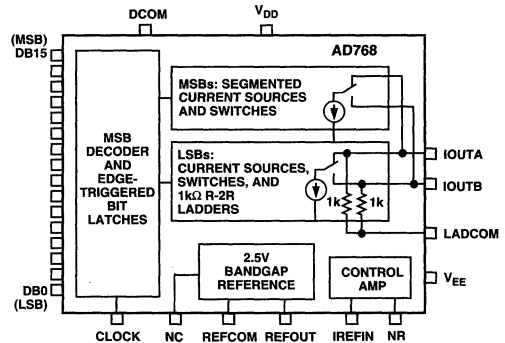 DCOM
VDD
(MSB)
DB15
AD768
MSBs: SEGMENTED
CURRENT SOURCES
AND SWITCHES
MSB
DECODER
AND
EDGE-
TRIGGERED
BIT
LATCHES
LSBs:
CURRENT SOURCES,
SWITCHES, AND
1kΩ R-2R
LADDERS
1k
1k
IOUTA
IOUTB
LADCOM
2.5V
BANDGAP
REFERENCE
CONTROL
AMP
VEE
DB0
(LSB)
CLOCK
NC
REFCOM
REFOUT
IREFIN
NR